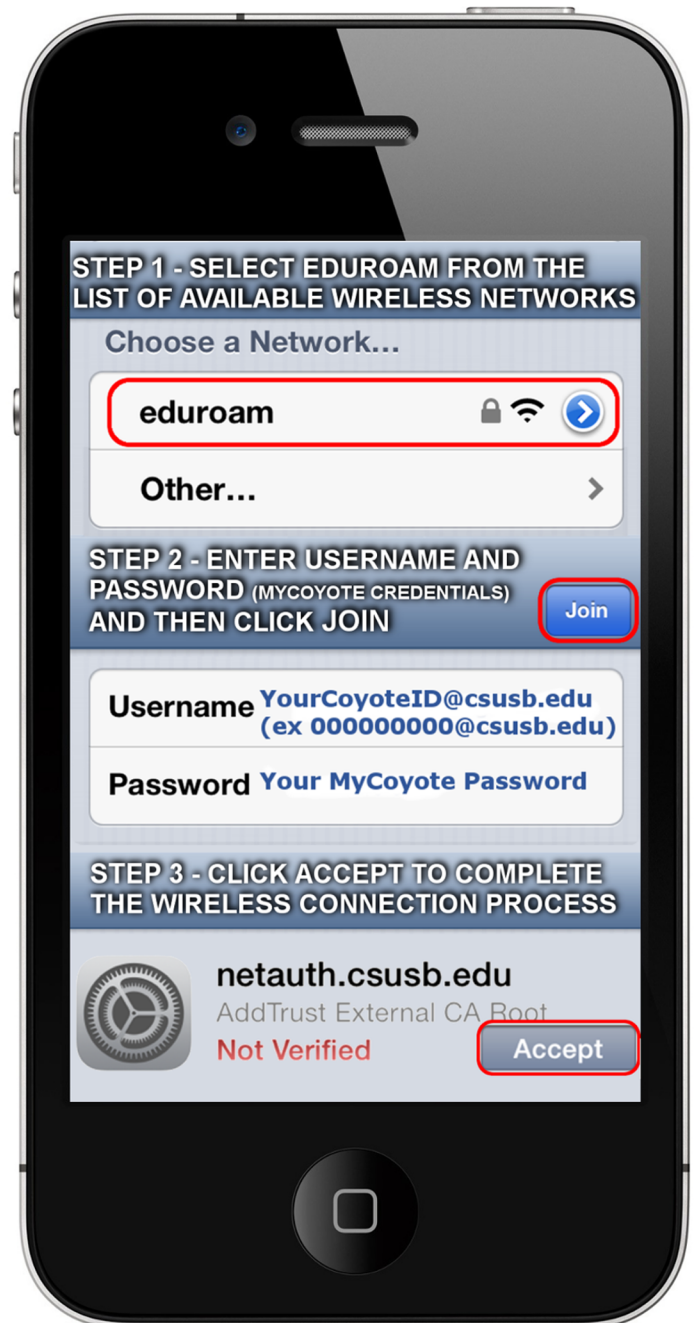 STEP 1 - SELECT EDUROAM FROM THE
LIST OF AVAILABLE WIRELESS NETWORKS
Choose a Network...
eduroam
Other...
STEP 2 - ENTER USERNAME AND
PASSWORD (MYCOYOTE CREDENTIALS)
AND THEN CLICK JOIN
Join
Username YourCoyoteID@csusb.edu
(ex 000000000@csusb.edu)
Password Your MyCoyote Password
STEP 3 - CLICK ACCEPT TO COMPLETE
THE WIRELESS CONNECTION PROCESS
netauth.csusb.edu
AddTrust External CA Root
Not Verified
Accept